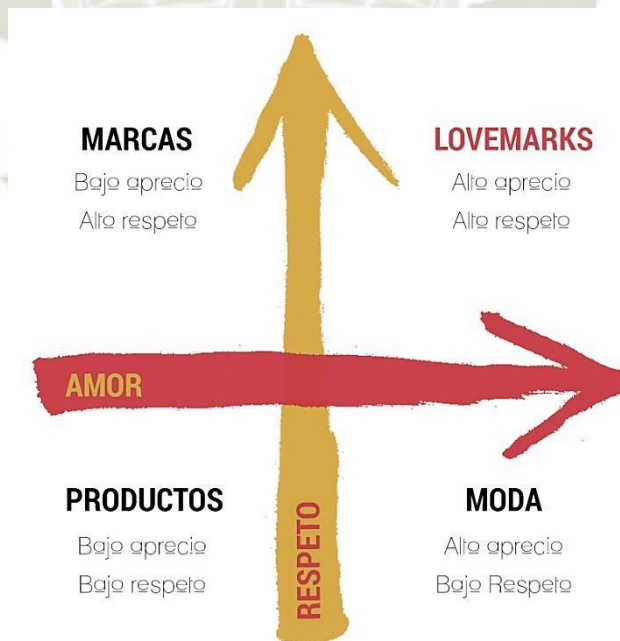 MARCAS
Bajo aprecio
Alto respeto
LOVEMARKS
Alto aprecio
Alto respeto
AMOR
PRODUCTOS
Bajo aprecio
Bajo respeto
RESPETO
MODA
Alto aprecio
Bajo Respeto